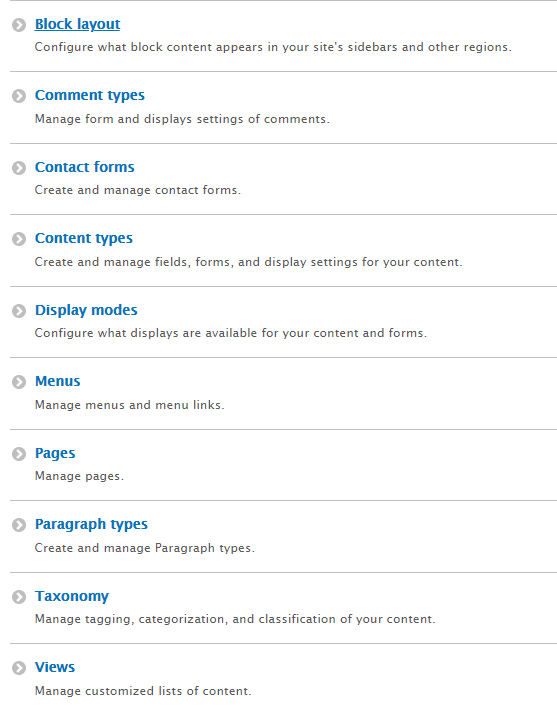 Block layout
Configure what block content appears in your site's sidebars and other regions.
Comment types
Manage form and displays settings of comments.
Contact forms
Create and manage contact forms.
Content types
Create and manage fields, forms, and display settings for your content.
Display modes
Configure what displays are available for your content and forms.
Menus
Manage menus and menu links.
Pages
Manage pages.
Paragraph types
Create and manage Paragraph types.
Taxonomy
Manage tagging, categorization, and classification of your content.
Views
Manage customized lists of content.